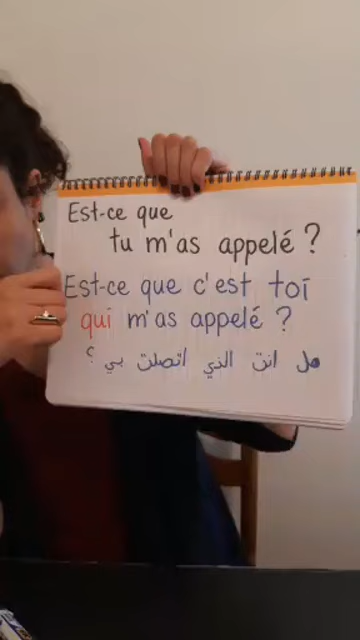 Est-ce que
tu m'as appelé ?
Est-ce que c'est toi
qui m'as appelé ?
هل انت الذي اتصلت بي ؟